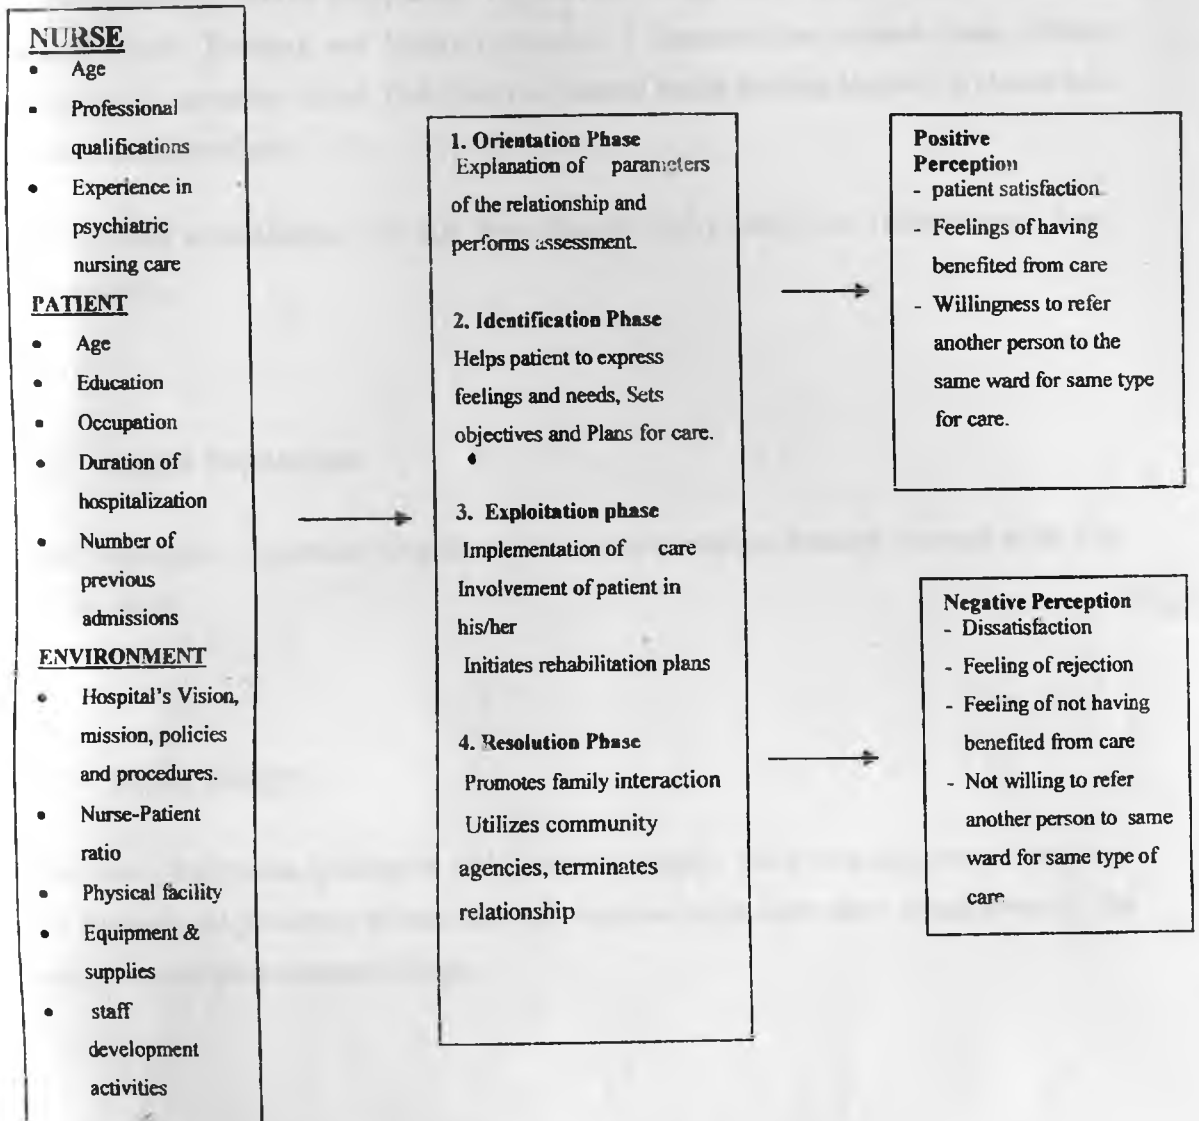 NURSE
• Age
• Professional
qualifications
• Experience in
psychiatric
nursing care
PATIENT
• Age
• Education
• Occupation
• Duration of
hospitalization
• Number of
previous
admissions
ENVIRONMENT
• Hospital's Vision,
mission, policies
and procedures.
• Nurse-Patient
ratio
• Physical facility
• Equipment &
supplies
• staff
development
activities
1. Orientation Phase
Explanation of parameters
of the relationship and
performs assessment.
2. Identification Phase
Helps patient to express
feelings and needs, Sets
objectives and Plans for care.
•
3. Exploitation phase
Implementation of care
Involvement of patient in
his/her
Initiates rehabilitation plans
4. Resolution Phase
Promotes family interaction
Utilizes community
agencies, terminates
relationship
Positive
Perception
- patient satisfaction
- Feelings of having
benefited from care
- Willingness to refer
another person to the
same ward for same type
for care.
Negative Perception
- Dissatisfaction
- Feeling of rejection
- Feeling of not having
benefited from care
- Not willing to refer
another person to same
ward for same type of
care